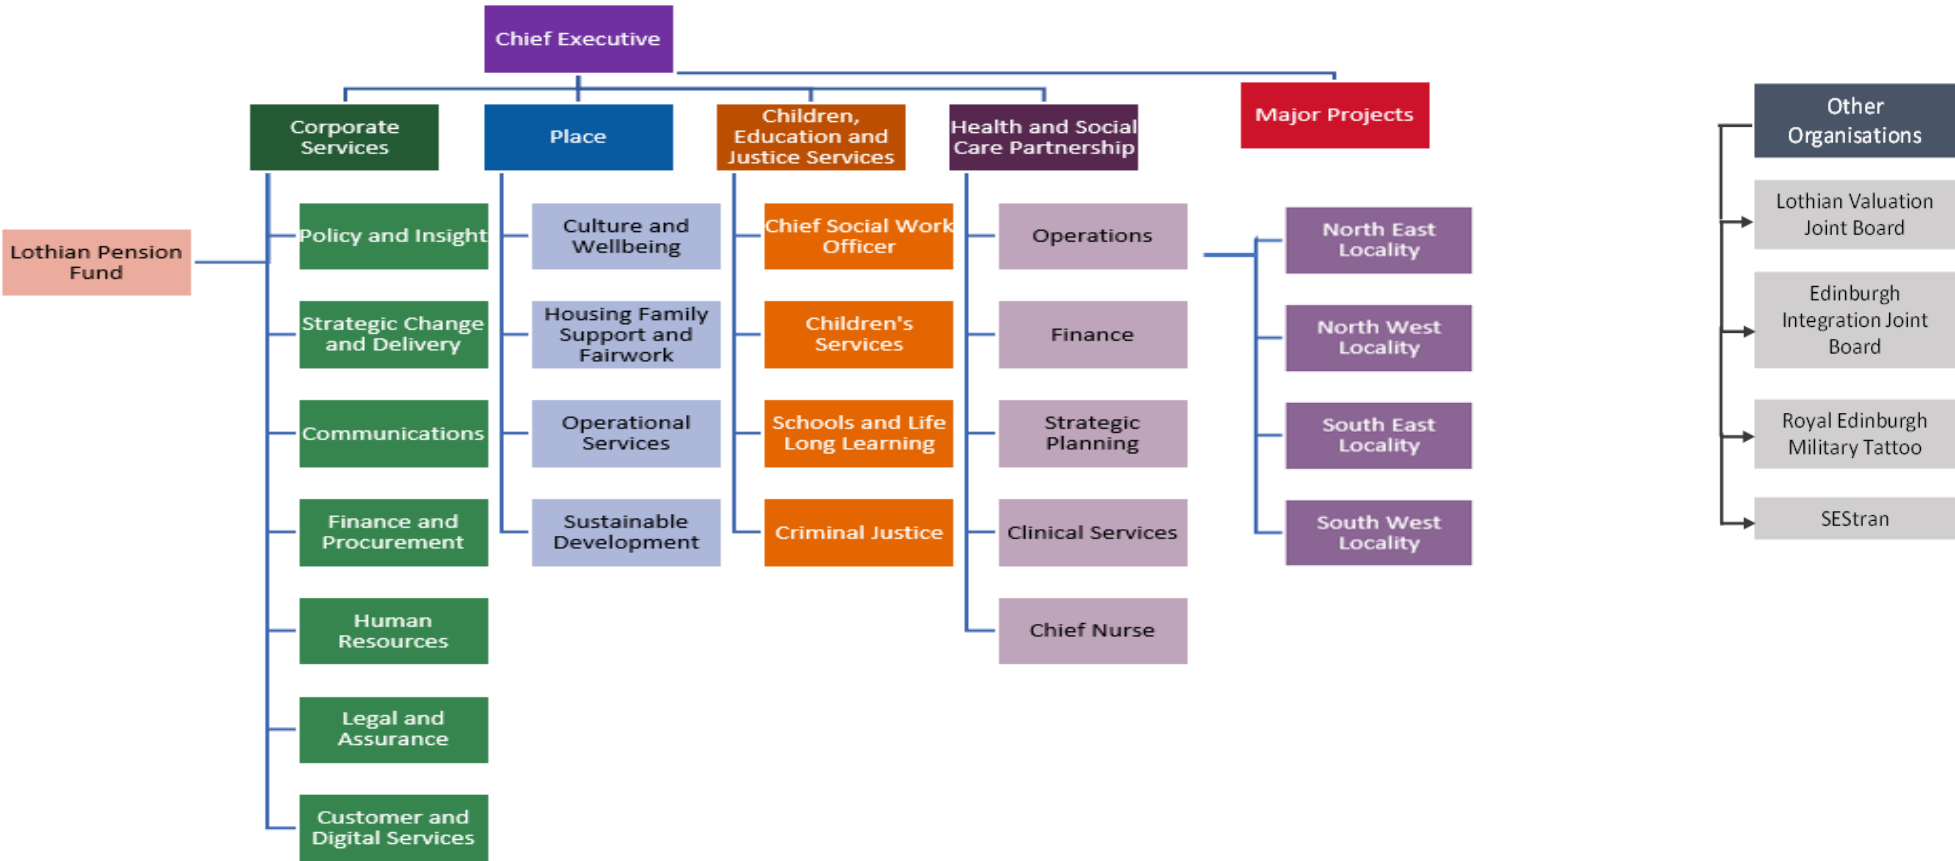 Chief Executive
Corporate
Services
Place
Children,
Education and
Justice Services
Health and Social
Care Partnership
Major Projects
Other
Organisations
Lothian Pension
Fund
Policy and Insight
Strategic Change
and Delivery
Communications
Finance and
Procurement
Human
Resources
Legal and
Assurance
Customer and
Digital Services
Culture and
Wellbeing
Housing Family
Support and
Fairwork
Operational
Services
Sustainable
Development
Chief Social Work
Officer
Children's
Services
Schools and Life
Long Learning
Criminal Justice
Operations
Finance
Strategic
Planning
Clinical Services
Chief Nurse
North East
Locality
North West
Locality
South East
Locality
South West
Locality
Lothian Valuation
Joint Board
Edinburgh
Integration Joint
Board
Royal Edinburgh
Military Tattoo
SEStran